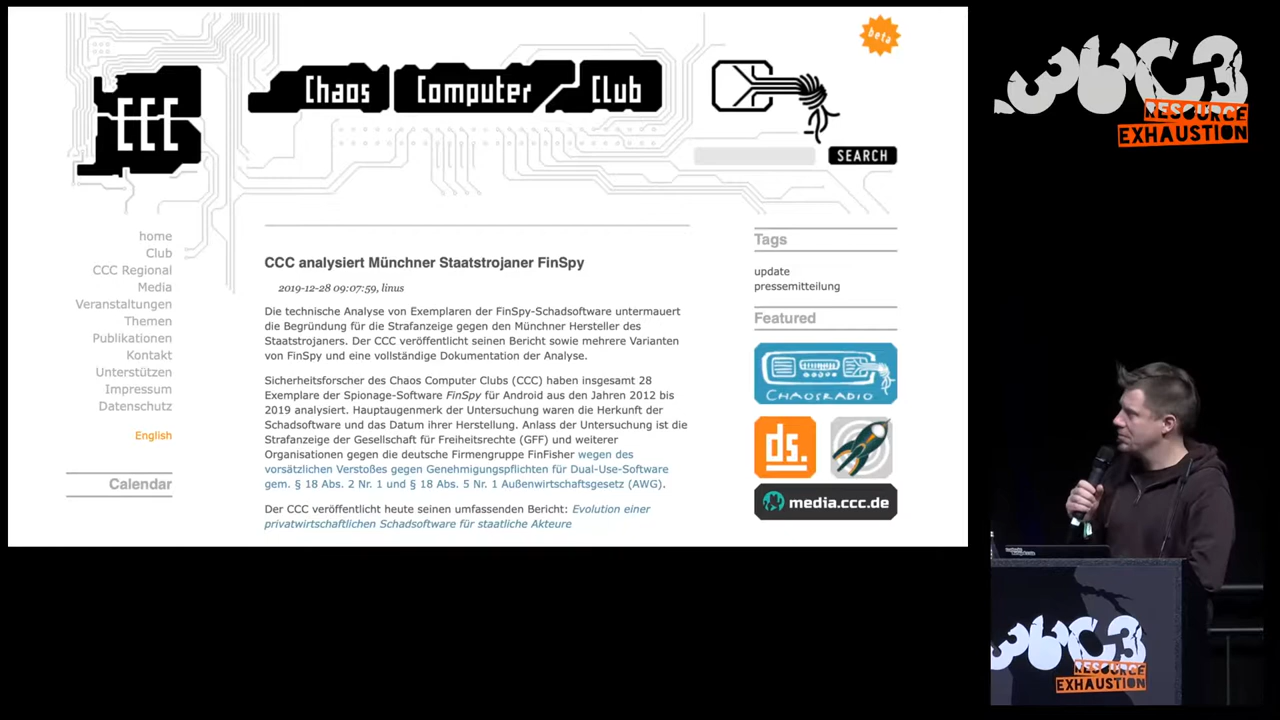 beta
CCC
Chaos Computer Club
SEARCH
home
Club
CCC Regional
Media
Veranstaltungen
Themen
Publikationen
Kontakt
Unterstützen
Impressum
Datenschutz
English
Calendar
CCC analysiert Münchner Staatstrojaner FinSpy
2019-12-28 09:07:59, linus
Die technische Analyse von Exemplaren der FinSpy-Schadsoftware untermauert
die Begründung für die Strafanzeige gegen den Münchner Hersteller des
Staatstrojaners. Der CCC veröffentlicht seinen Bericht sowie mehrere Varianten
von FinSpy und eine vollständige Dokumentation der Analyse.
Sicherheitsforscher des Chaos Computer Clubs (CCC) haben insgesamt 28
Exemplare der Spionage-Software FinSpy für Android aus den Jahren 2012 bis
2019 analysiert. Hauptaugenmerk der Untersuchung waren die Herkunft der
Schadsoftware und das Datum ihrer Herstellung. Anlass der Untersuchung ist die
Strafanzeige der Gesellschaft für Freiheitsrechte (GFF) und weiterer
Organisationen gegen die deutsche Firmengruppe FinFisher wegen des
vorsätzlichen Verstoßes gegen Genehmigungspflichten für Dual-Use-Software
gem. § 18 Abs. 2 Nr. 1 und § 18 Abs. 5 Nr. 1 Außenwirtschaftsgesetz (AWG).
Der CCC veröffentlicht heute seinen umfassenden Bericht: Evolution einer
privatwirtschaftlichen Schadsoftware für staatliche Akteure
Tags
update
pressemitteilung
Featured
CHAOSRADIO
ds.
media.ccc.de
36C3
RESOURCE
EXHAUSTION
36C3
RESOURCE
EXHAUSTION